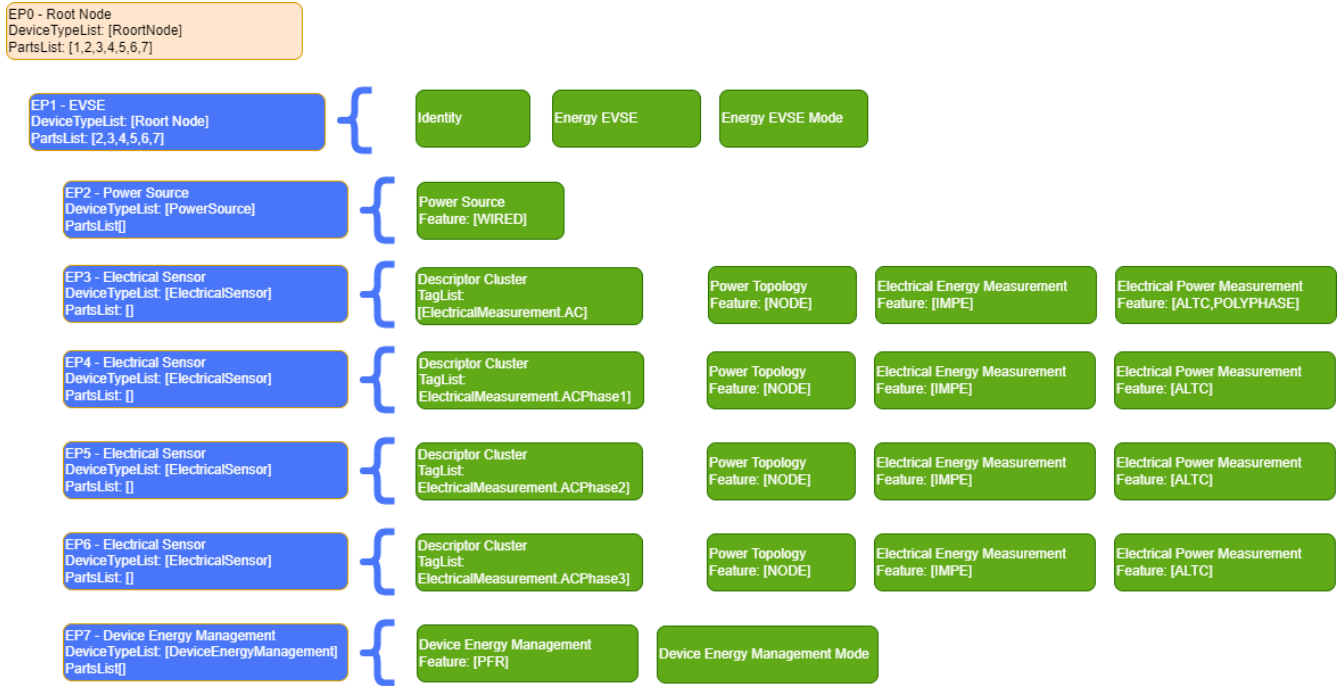 EP0 - Root Node
DeviceTypeList: [RoortNode]
PartsList: [1,2,3,4,5,6,7]
EP1 - EVSE
DeviceTypeList: [Roort Node]
PartsList: [2,3,4,5,6,7]
Identity
Energy EVSE
Energy EVSE Mode
EP2 - Power Source
DeviceTypeList: [PowerSource]
PartsList[]
Power Source
Feature: [WIRED]
EP3 - Electrical Sensor
DeviceTypeList: [ElectricalSensor]
PartsList: []
Descriptor Cluster
TagList:
[ElectricalMeasurement.AC]
Power Topology
Feature: [NODE]
Electrical Energy Measurement
Feature: [IMPE]
Electrical Power Measurement
Feature: [ALTC,POLYPHASE]
EP4 - Electrical Sensor
DeviceTypeList: [ElectricalSensor]
PartsList: []
Descriptor Cluster
TagList:
ElectricalMeasurement.ACPhase1]
Power Topology
Feature: [NODE]
Electrical Energy Measurement
Feature: [IMPE]
Electrical Power Measurement
Feature: [ALTC]
EP5 - Electrical Sensor
DeviceTypeList: [ElectricalSensor]
PartsList: []
Descriptor Cluster
TagList:
ElectricalMeasurement.ACPhase2]
Power Topology
Feature: [NODE]
Electrical Energy Measurement
Feature: [IMPE]
Electrical Power Measurement
Feature: [ALTC]
EP6 - Electrical Sensor
DeviceTypeList: [ElectricalSensor]
PartsList: []
Descriptor Cluster
TagList:
ElectricalMeasurement.ACPhase3]
Power Topology
Feature: [NODE]
Electrical Energy Measurement
Feature: [IMPE]
Electrical Power Measurement
Feature: [ALTC]
EP7 - Device Energy Management
DeviceTypeList: [DeviceEnergyManagement]
PartsList[]
Device Energy Management
Feature: [PFR]
Device Energy Management Mode